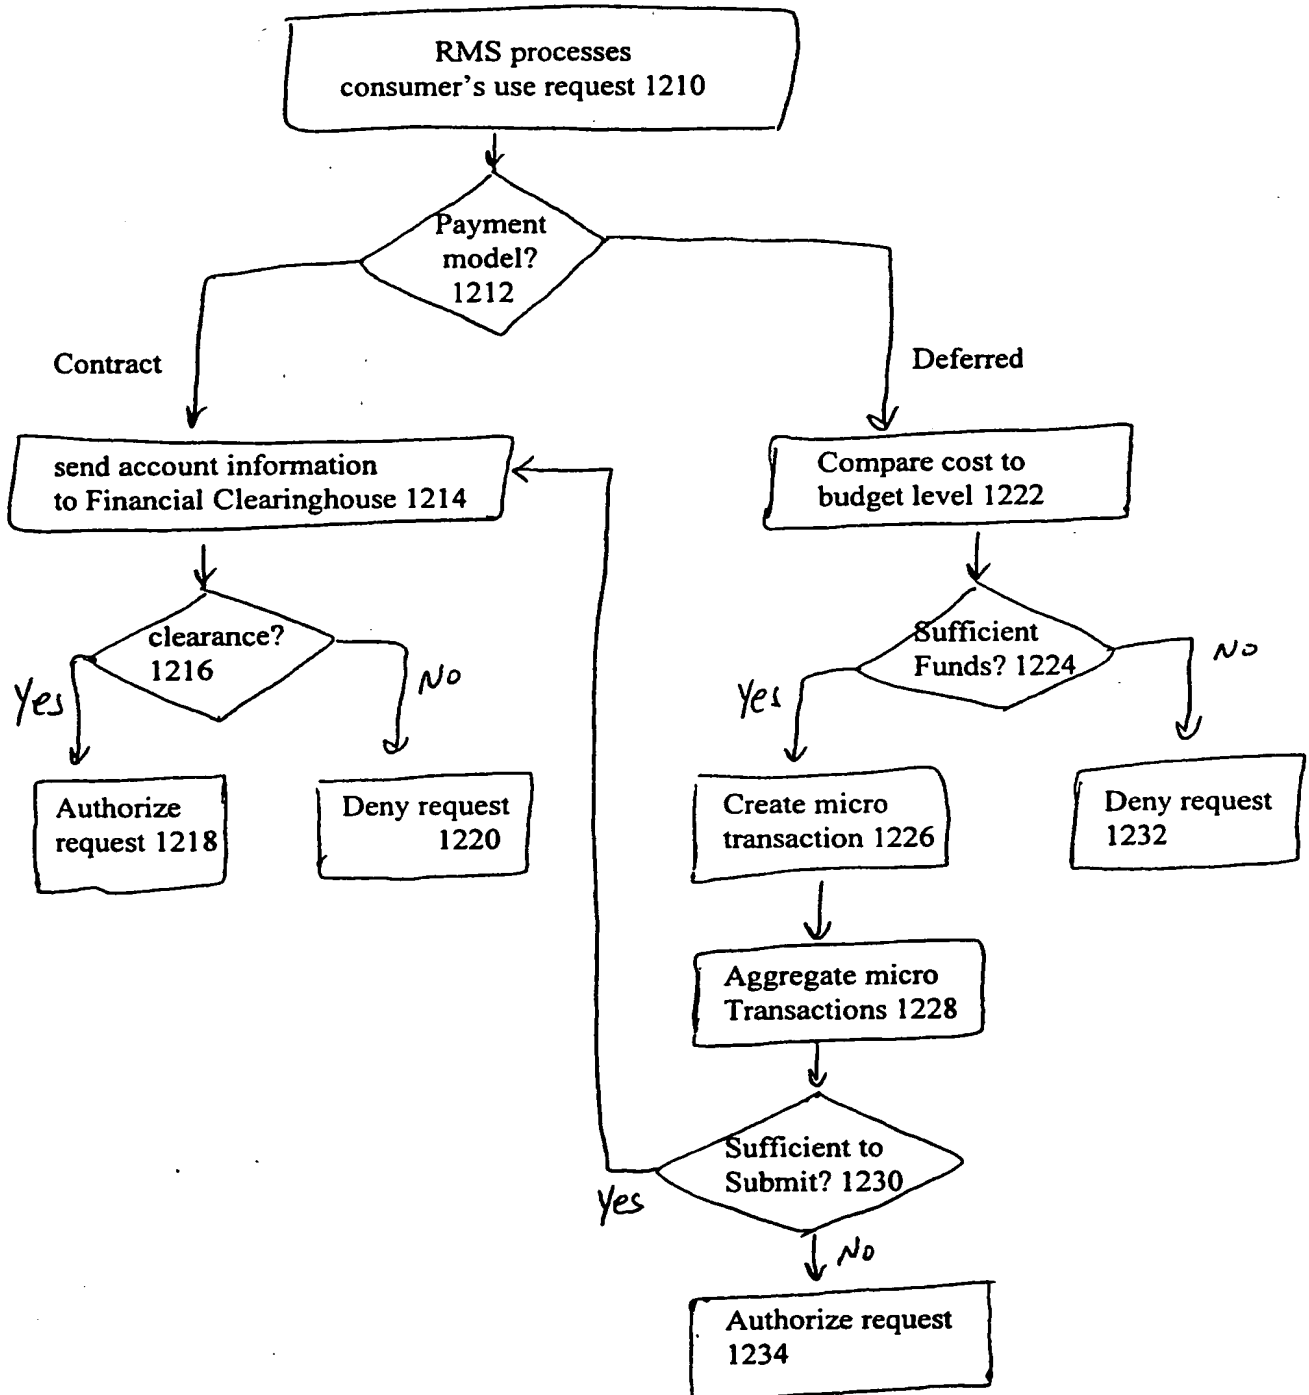 RMS processes
consumer's use request 1210
Payment
model?
1212
Contract
Deferred
send account information
to Financial Clearinghouse 1214
Compare cost to
budget level 1222
clearance?
1216
Yes
No
Sufficient
Funds? 1224
Yes
No
Authorize
request 1218
Deny request
1220
Create micro
transaction 1226
Deny request
1232
Aggregate micro
Transactions 1228
Sufficient to
Submit? 1230
Yes
No
Authorize request
1234